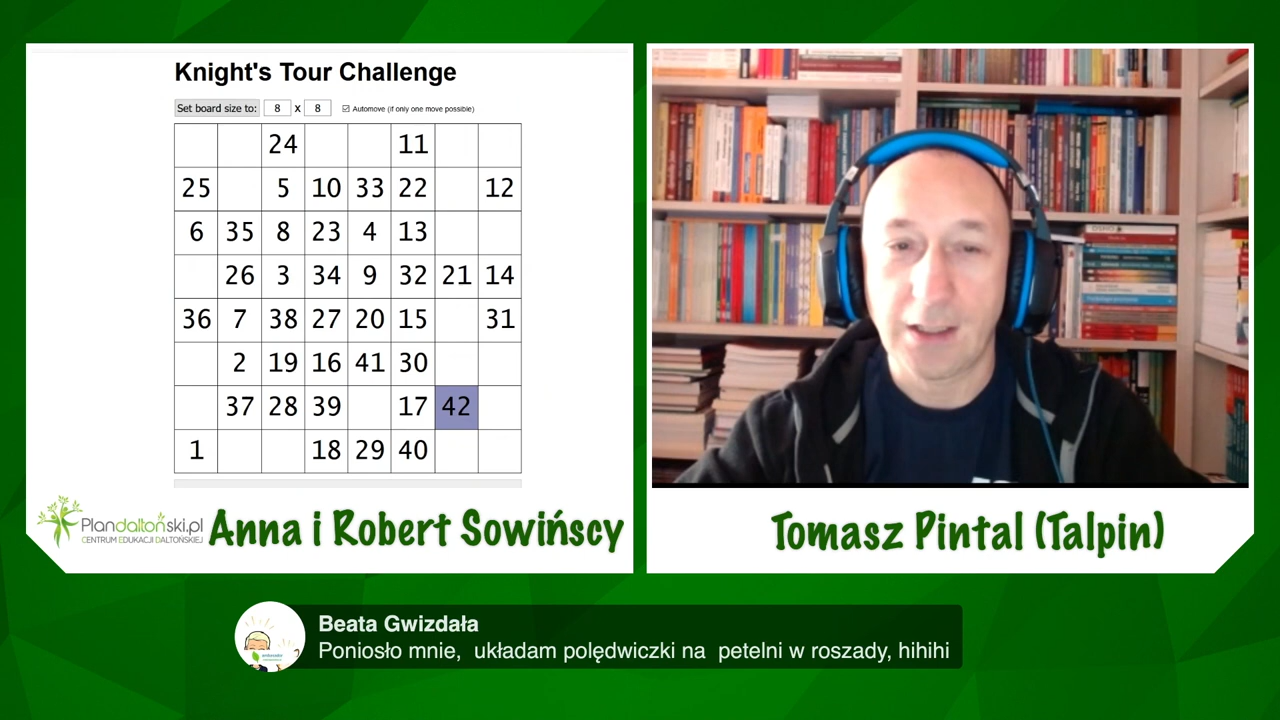 Knight's Tour Challenge
Set board size to: 8 x 8 Automove (if only one move possible)
24 11
25 5 10 33 22 12
6 35 8 23 4 13
26 3 34 9 32 21 14
36 7 38 27 20 15 31
2 19 16 41 30
37 28 39 17 42
1 18 29 40
Plandaltoński.pl
CENTRUM EDUKACJI DALTOŃSKIEJ
Anna i Robert Sowińscy
Tomasz Pintal (Talpin)
Beata Gwizdała
Poniosło mnie, układam polędwiczki na petelni w roszady, hihihi